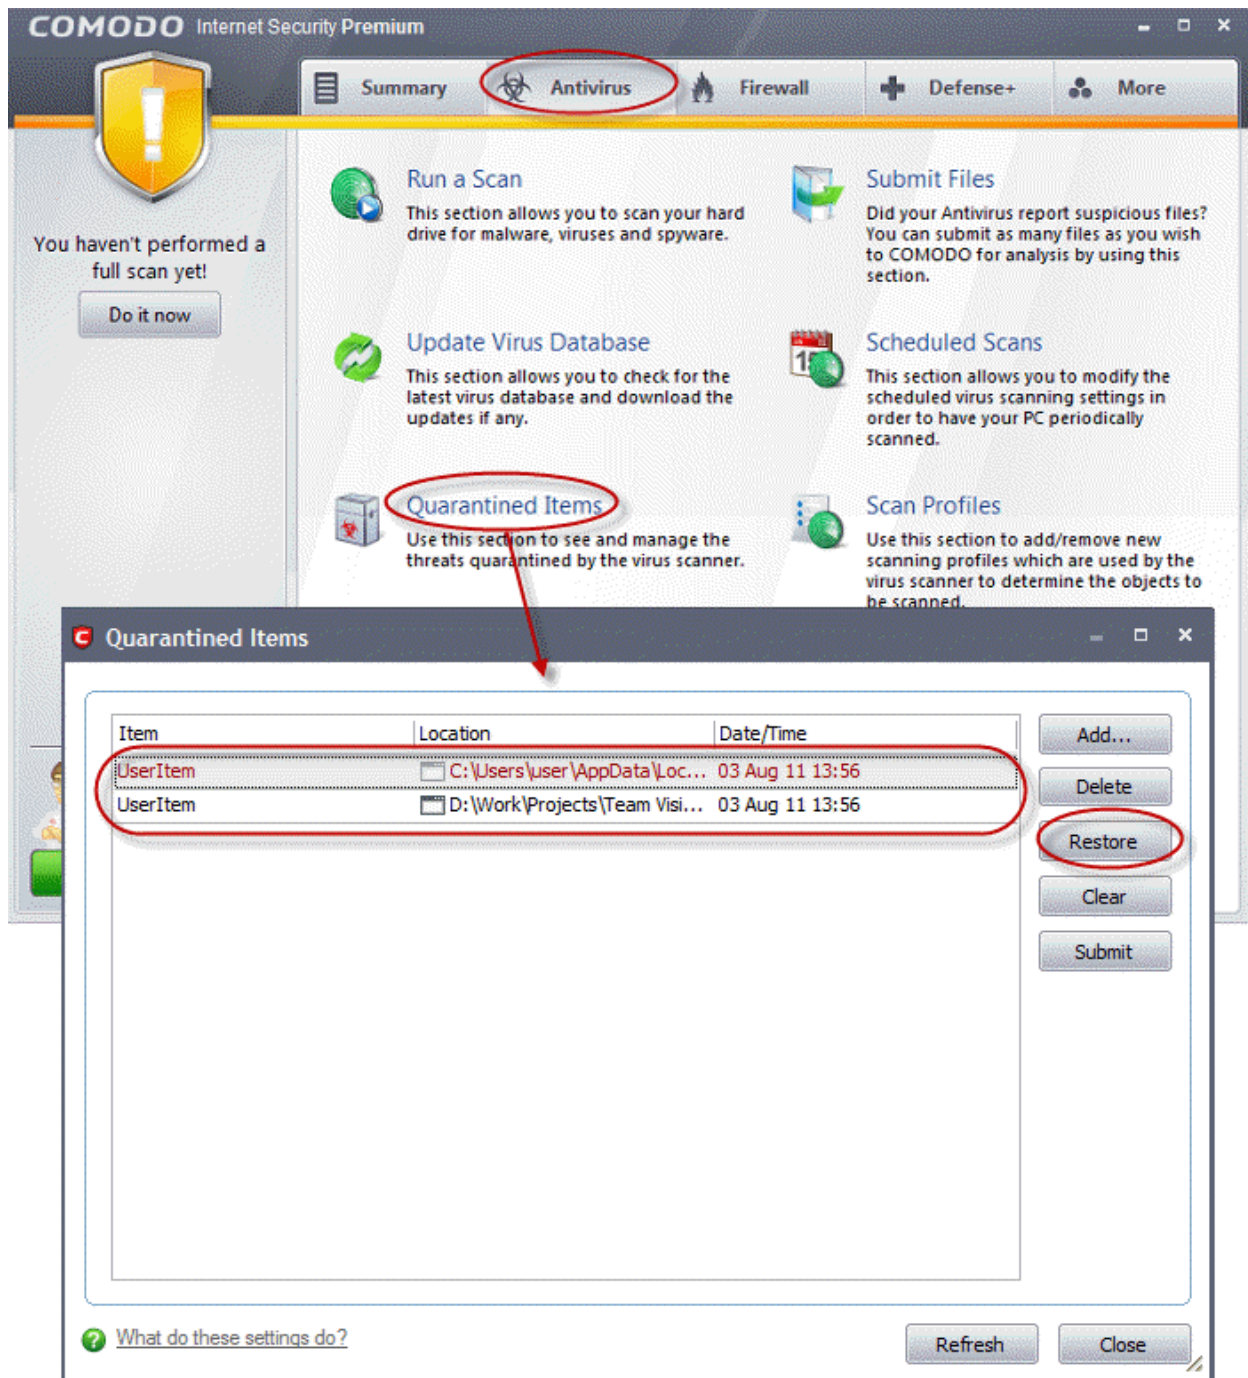 COMODO Internet Security Premium
Summary
Antivirus
Firewall
Defense+
More
You haven't performed a
full scan yet!
Do it now
Run a Scan
This section allows you to scan your hard
drive for malware, viruses and spyware.
Submit Files
Did your Antivirus report suspicious files?
You can submit as many files as you wish
to COMODO for analysis by using this
section.
Update Virus Database
This section allows you to check for the
latest virus database and download the
updates if any.
Scheduled Scans
This section allows you to modify the
scheduled virus scanning settings in
order to have your PC periodically
scanned.
Quarantined Items
Use this section to see and manage the
threats quarantined by the virus scanner.
Scan Profiles
Use this section to add/remove new
scanning profiles which are used by the
virus scanner to determine the objects to
be scanned.
Quarantined Items
Item Location Date/Time
UserItem C:\Users\user\AppData\Loc... 03 Aug 11 13:56
UserItem D:\Work\Projects\Team Visi... 03 Aug 11 13:56
Add...
Delete
Restore
Clear
Submit
What do these settings do?
Refresh
Close